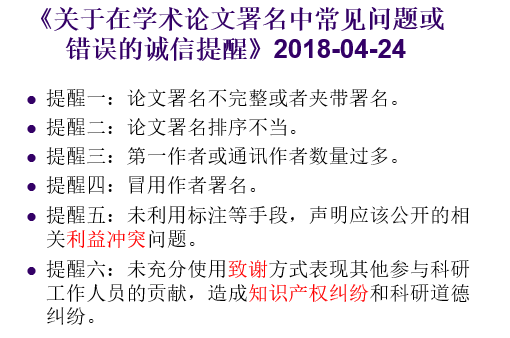 《关于在学术论文署名中常见问题或
错误的诚信提醒》2018-04-24
● 提醒一：论文署名不完整或者夹带署名。
● 提醒二：论文署名排序不当。
● 提醒三：第一作者或通讯作者数量过多。
● 提醒四：冒用作者署名。
● 提醒五：未利用标注等手段，声明应该公开的相
关利益冲突问题。
● 提醒六：未充分使用致谢方式表现其他参与科研
工作人员的贡献，造成知识产权纠纷和科研道德
纠纷。